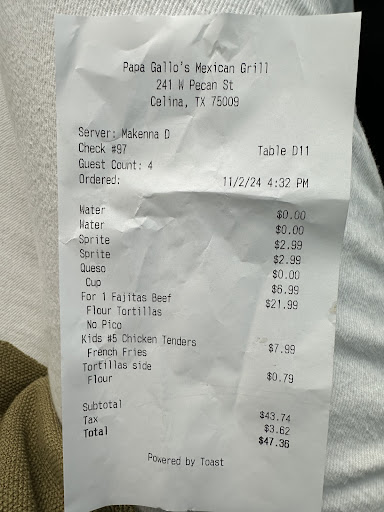 Papa Gallo's Mexican Grill
241 W Pecan St
Celina, TX 75009
Server: Makenna D
Check #97 Table D11
Guest Count: 4
Ordered: 11/2/24 4:32 PM
Water $0.00
Water $0.00
Sprite $2.99
Sprite $2.99
Queso $0.00
Cup $6.99
For 1 Fajitas Beef $21.99
Flour Tortillas
No Pico
Kids #5 Chicken Tenders $7.99
French Fries
Tortillas side
Flour $0.79
Subtotal $43.74
Tax $3.62
Total $47.36
Powered by Toast